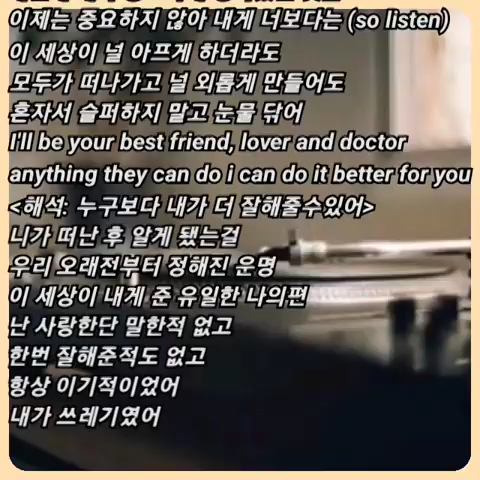 이제는 중요하지 않아 내게 너보다는 (so listen)
이 세상이 널 아프게 하더라도
모두가 떠나가고 널 외롭게 만들어도
혼자서 슬퍼하지 말고 눈물 닦어
I'll be your best friend, lover and doctor
anything they can do i can do it better for you
<해석: 누구보다 내가 더 잘해줄수있어>
니가 떠난 후 알게 됐는걸
우리 오래전부터 정해진 운명
이 세상이 내게 준 유일한 나의편
난 사랑한단 말한적 없고
한번 잘해준적도 없고
항상 이기적이었어
내가 쓰레기였어